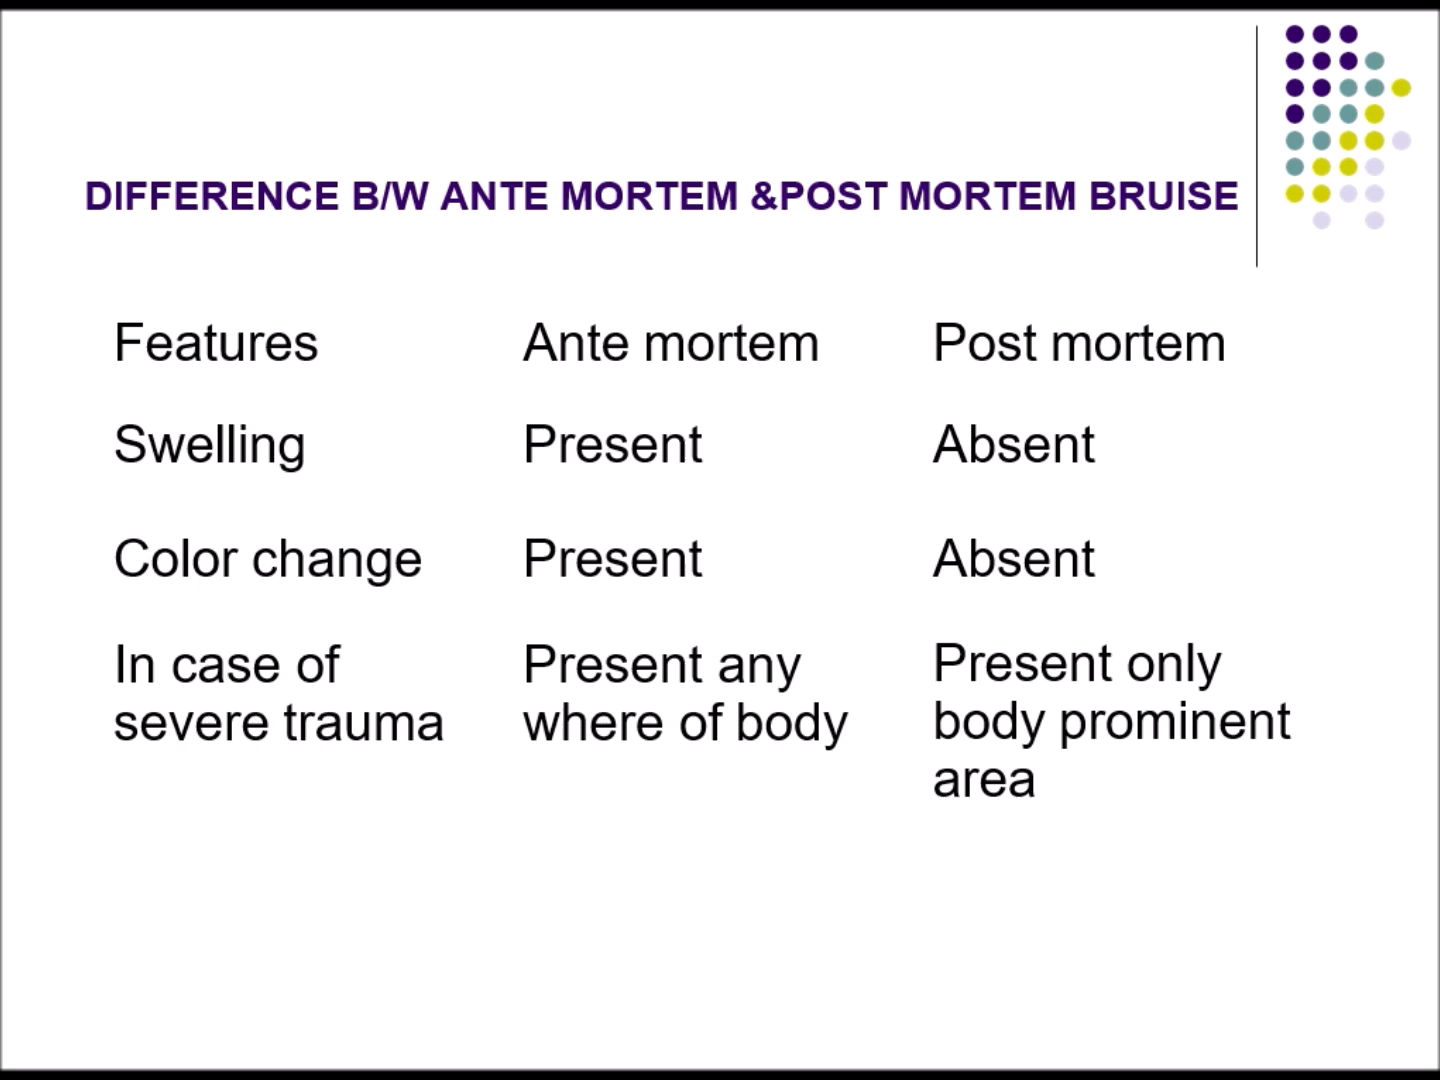 DIFFERENCE B/W ANTE MORTEM &POST MORTEM BRUISE
Features Ante mortem Post mortem
Swelling Present Absent
Color change Present Absent
In case of Present any Present only
severe trauma where of body body prominent
area